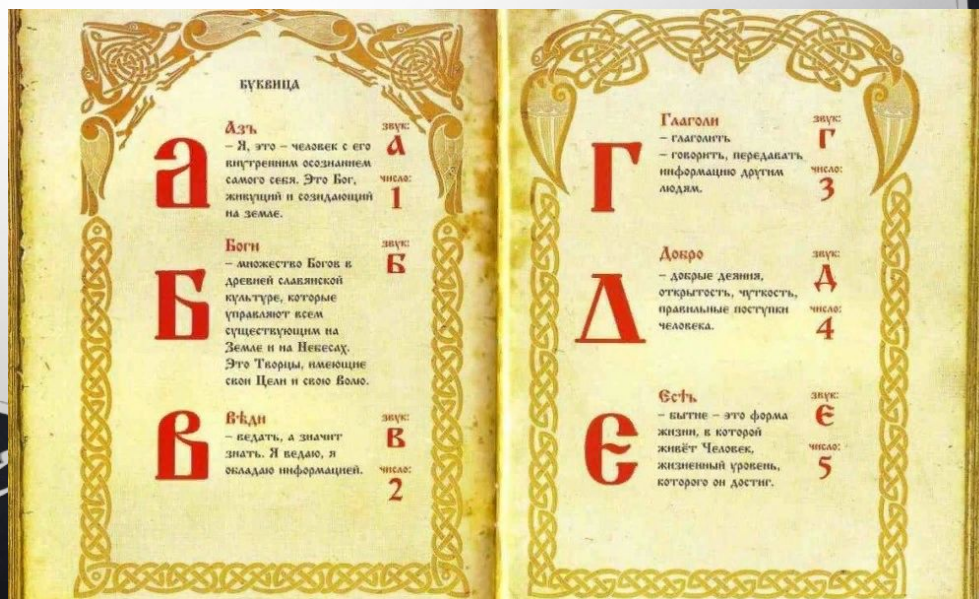 БУКВИЦА
а
Азъ
– Я, это – человек с его
внутренним осознанием
самого себя. Это Бог,
живущий и созидающий
на земле.
звук:
а
число:
1
Б
Боги
– множество Богов в
древней славянской
культуре, которые
управляют всем
существующим на
Земле и на Небесах.
Это Творцы, имеющие
свои Цели и свою Волю.
звук:
Б
В
Вѣди
– ведать, а значит
знать. Я ведаю, я
обладаю информацией.
звук:
В
число:
2
Г
Глаголи
– глаголить
– говорить, передавать
информацию другим
людям.
звук:
Г
число:
3
Д
Добро
– добрые деяния,
открытость, чуткость,
правильные поступки
человека.
звук:
Д
число:
4
Є
Єсть
– бытие – это форма
жизни, в которой
живёт Человек,
жизненный уровень,
которого он достиг.
звук:
Є
число:
5